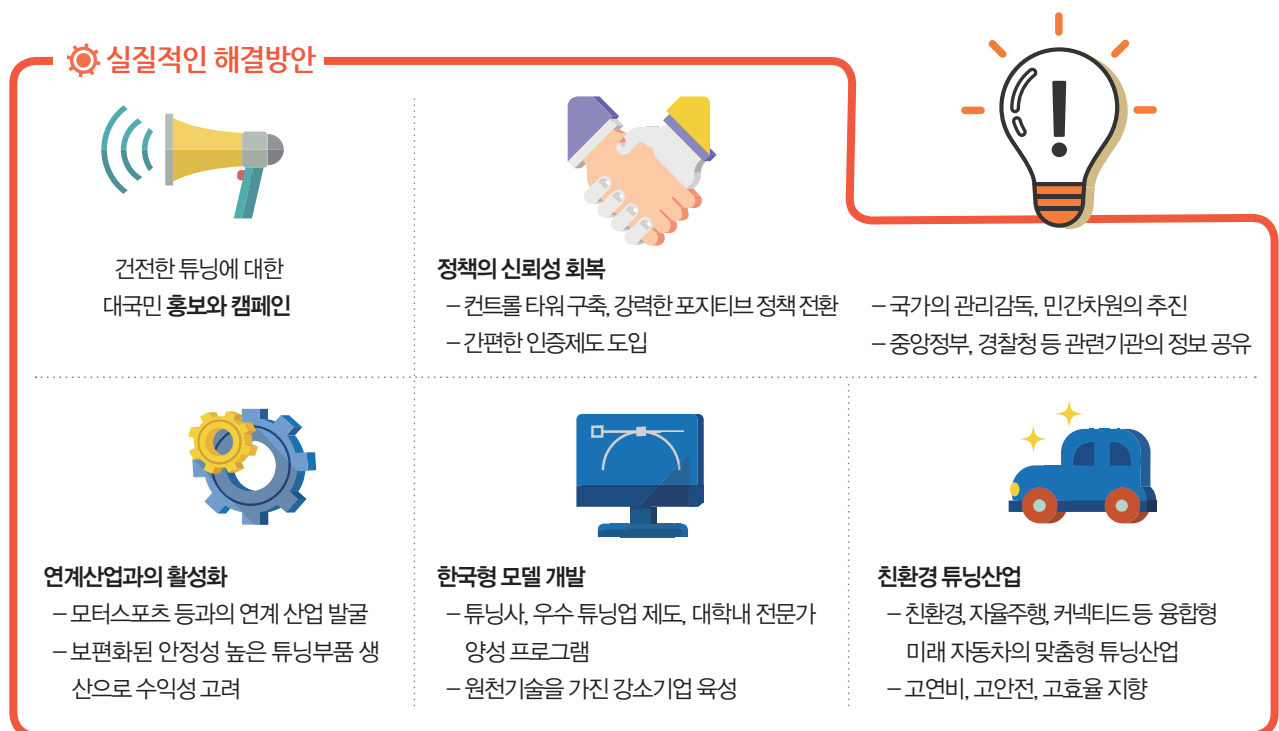 실질적인 해결방안
건전한 튜닝에 대한
대국민 홍보와 캠페인
정책의 신뢰성 회복
– 컨트롤 타워 구축, 강력한 포지티브 정책 전환
– 간편한 인증제도 도입
– 국가의 관리감독, 민간차원의 추진
– 중앙정부, 경찰청 등 관련기관의 정보 공유
연계산업과의 활성화
– 모터스포츠 등과의 연계 산업 발굴
– 보편화된 안정성 높은 튜닝부품 생
산으로 수익성 고려
한국형 모델 개발
– 튜닝사, 우수 튜닝업 제도, 대학내 전문가
양성 프로그램
– 원천기술을 가진 강소기업 육성
친환경 튜닝산업
– 친환경, 자율주행, 커넥티드 등 융합형
미래 자동차의 맞춤형 튜닝산업
– 고연비, 고안전, 고효율 지향